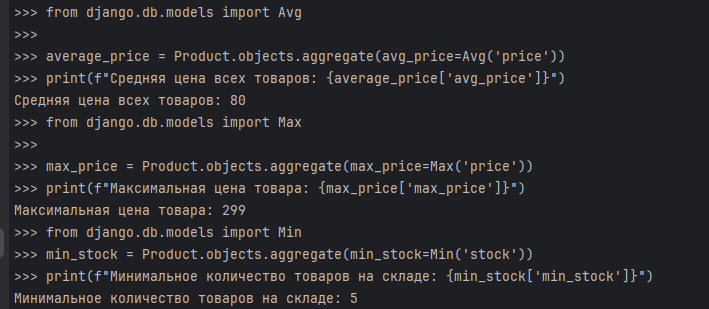 >>> from django.db.models import Avg
>>>
>>> average_price = Product.objects.aggregate(avg_price=Avg('price'))
>>> print(f"Средняя цена всех товаров: {average_price['avg_price']}")
Средняя цена всех товаров: 80
>>> from django.db.models import Max
>>>
>>> max_price = Product.objects.aggregate(max_price=Max('price'))
>>> print(f"Максимальная цена товара: {max_price['max_price']}")
Максимальная цена товара: 299
>>> from django.db.models import Min
>>> min_stock = Product.objects.aggregate(min_stock=Min('stock'))
>>> print(f"Минимальное количество товаров на складе: {min_stock['min_stock']}")
Минимальное количество товаров на складе: 5